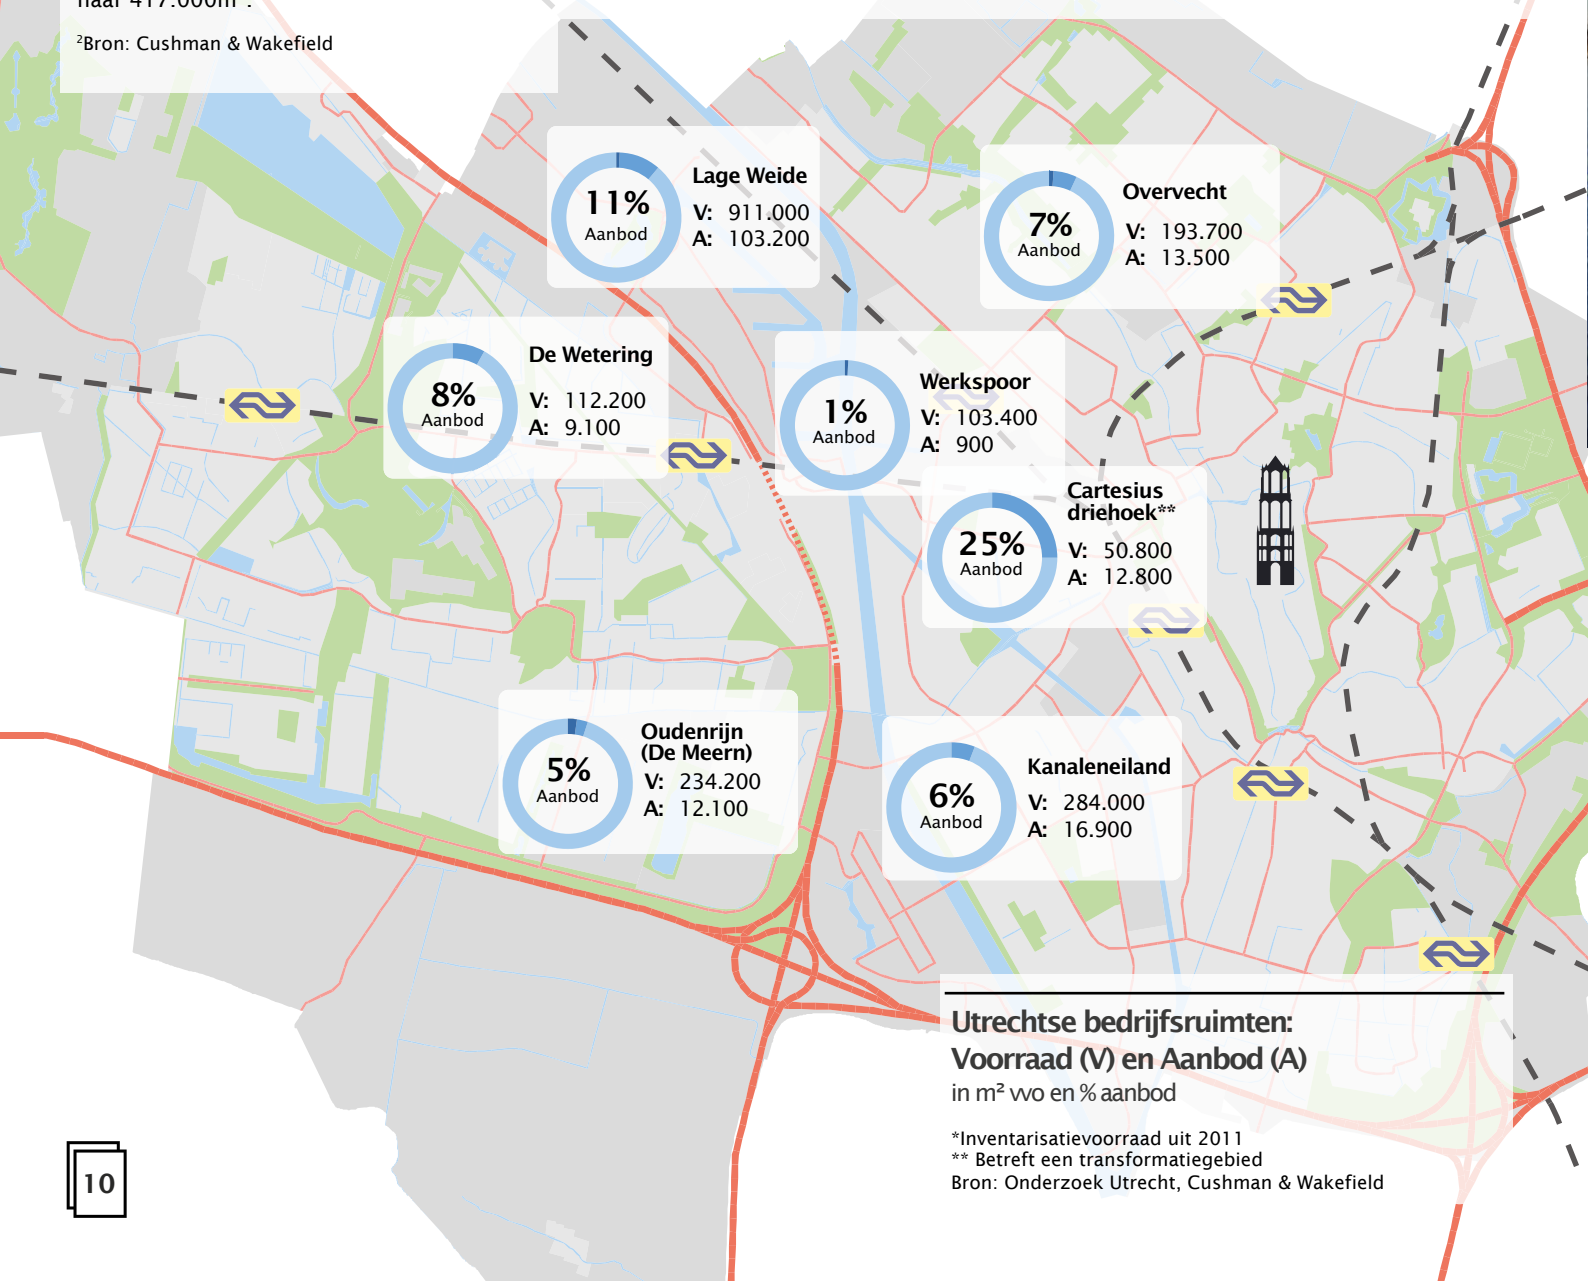 naar 417.000m².
²Bron: Cushman & Wakefield
11%
Aanbod
Lage Weide
V: 911.000
A: 103.200
7%
Aanbod
Overvecht
V: 193.700
A: 13.500
8%
Aanbod
De Wetering
V: 112.200
A: 9.100
1%
Aanbod
Werkspoor
V: 103.400
A: 900
25%
Aanbod
Cartesius
driehoek**
V: 50.800
A: 12.800
5%
Aanbod
Oudenrijn
(De Meern)
V: 234.200
A: 12.100
6%
Aanbod
Kanaleneiland
V: 284.000
A: 16.900
Utrechtse bedrijfsruimten:
Voorraad (V) en Aanbod (A)
in m² vvo en % aanbod
*Inventarisatievoorraad uit 2011
** Betreft een transformatiegebied
Bron: Onderzoek Utrecht, Cushman & Wakefield
10